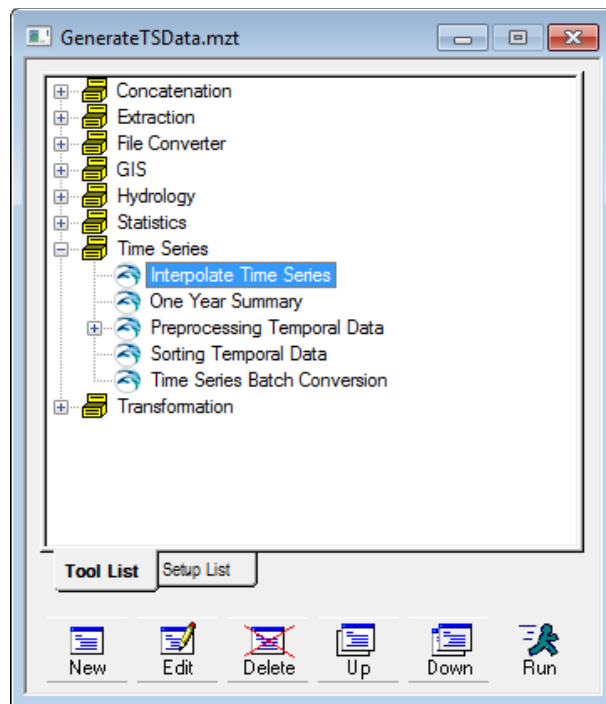 GenerateTSData.mzt
Concatenation
Extraction
File Converter
GIS
Hydrology
Statistics
Time Series
Interpolate Time Series
One Year Summary
Preprocessing Temporal Data
Sorting Temporal Data
Time Series Batch Conversion
Transformation
Tool List Setup List
New Edit Delete Up Down Run